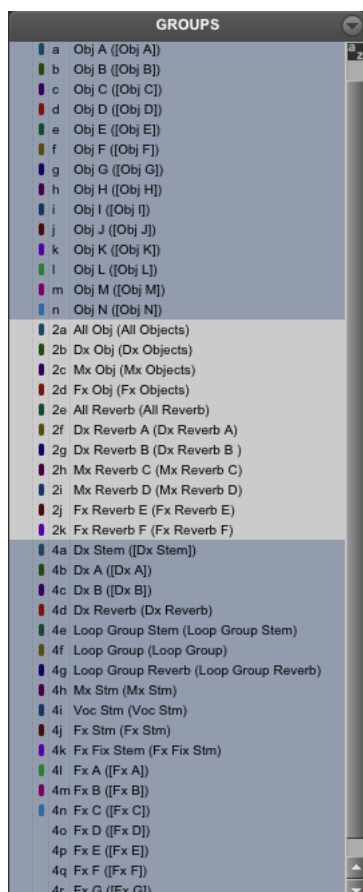 GROUPS
a Obj A ([Obj A])
b Obj B ([Obj B])
c Obj C ([Obj C])
d Obj D ([Obj D])
e Obj E ([Obj E])
f Obj F ([Obj F])
g Obj G ([Obj G])
h Obj H ([Obj H])
i Obj I ([Obj I])
j Obj J ([Obj J])
k Obj K ([Obj K])
l Obj L ([Obj L])
m Obj M ([Obj M])
n Obj N ([Obj N])
2a All Obj (All Objects)
2b Dx Obj (Dx Objects)
2c Mx Obj (Mx Objects)
2d Fx Obj (Fx Objects)
2e All Reverb (All Reverb)
2f Dx Reverb A (Dx Reverb A)
2g Dx Reverb B (Dx Reverb B )
2h Mx Reverb C (Mx Reverb C)
2i Mx Reverb D (Mx Reverb D)
2j Fx Reverb E (Fx Reverb E)
2k Fx Reverb F (Fx Reverb F)
4a Dx Stem ([Dx Stem])
4b Dx A ([Dx A])
4c Dx B ([Dx B])
4d Dx Reverb (Dx Reverb)
4e Loop Group Stem (Loop Group Stem)
4f Loop Group (Loop Group)
4g Loop Group Reverb (Loop Group Reverb)
4h Mx Stm (Mx Stm)
4i Voc Stm (Voc Stm)
4j Fx Stm (Fx Stm)
4k Fx Fix Stem (Fx Fix Stm)
4l Fx A ([Fx A])
4m Fx B ([Fx B])
4n Fx C ([Fx C])
4o Fx D ([Fx D])
4p Fx E ([Fx E])
4q Fx F ([Fx F])
4r Fx G ([Fx G])
a z